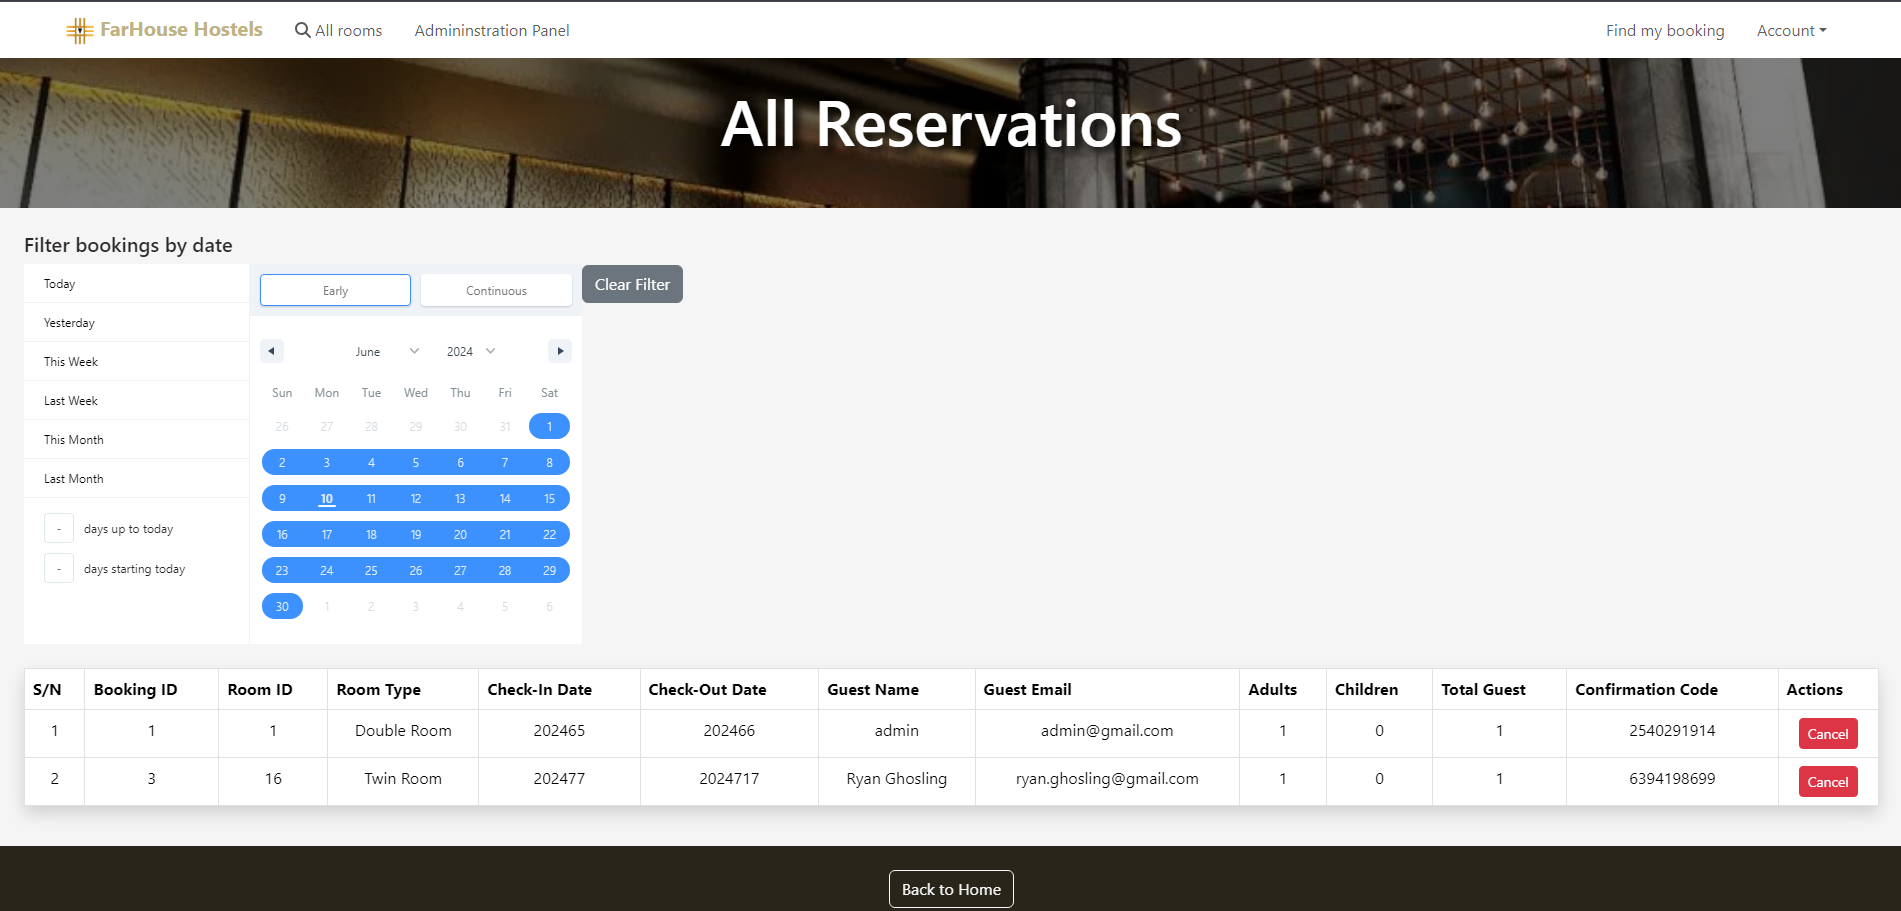 FarHouse Hostels All rooms Admininstration Panel Find my booking Account
All Reservations
Filter bookings by date
Today
Yesterday
This Week
Last Week
This Month
Last Month
- days up to today
- days starting today
Early Continuous
Clear Filter
June 2024
Sun Mon Tue Wed Thu Fri Sat
26 27 28 29 30 31 1
2 3 4 5 6 7 8
9 10 11 12 13 14 15
16 17 18 19 20 21 22
23 24 25 26 27 28 29
30 1 2 3 4 5 6
S/N Booking ID Room ID Room Type Check-In Date Check-Out Date Guest Name Guest Email Adults Children Total Guest Confirmation Code Actions
1 1 1 Double Room 202465 202466 admin admin@gmail.com 1 0 1 2540291914 Cancel
2 3 16 Twin Room 202477 2024717 Ryan Ghosling ryan.ghosling@gmail.com 1 0 1 6394198699 Cancel
Back to Home